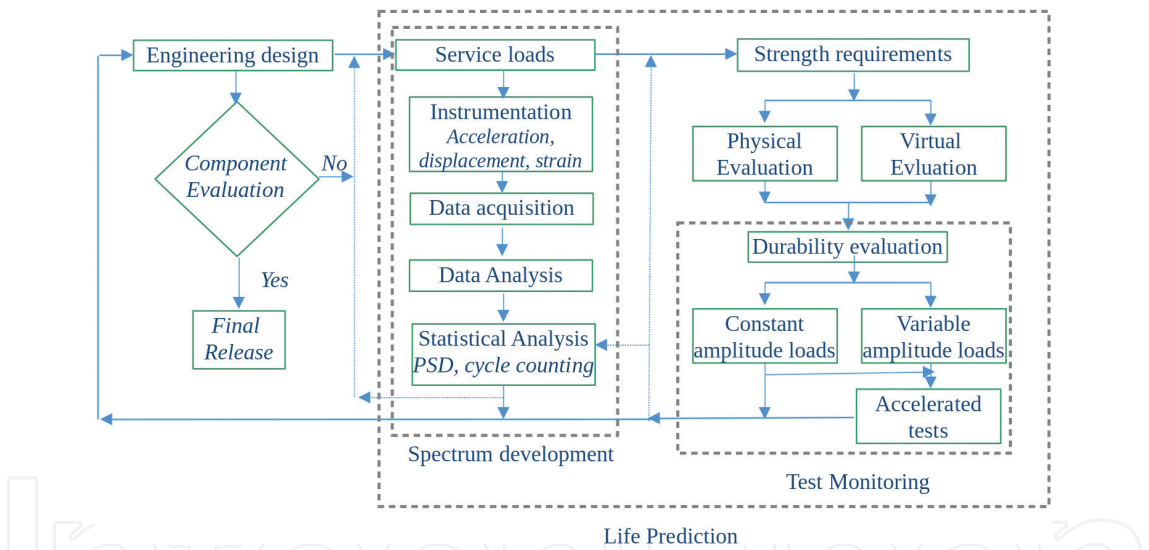 Engineering design
Component
Evaluation
No
Yes
Final
Release
Service loads
Instrumentation
Acceleration,
displacement, strain
Data acquisition
Data Analysis
Statistical Analysis
PSD, cycle counting
Spectrum development
Strength requirements
Physical
Evaluation
Virtual
Evluation
Durability evaluation
Constant
amplitude loads
Variable
amplitude loads
Accelerated
tests
Test Monitoring
Life Prediction